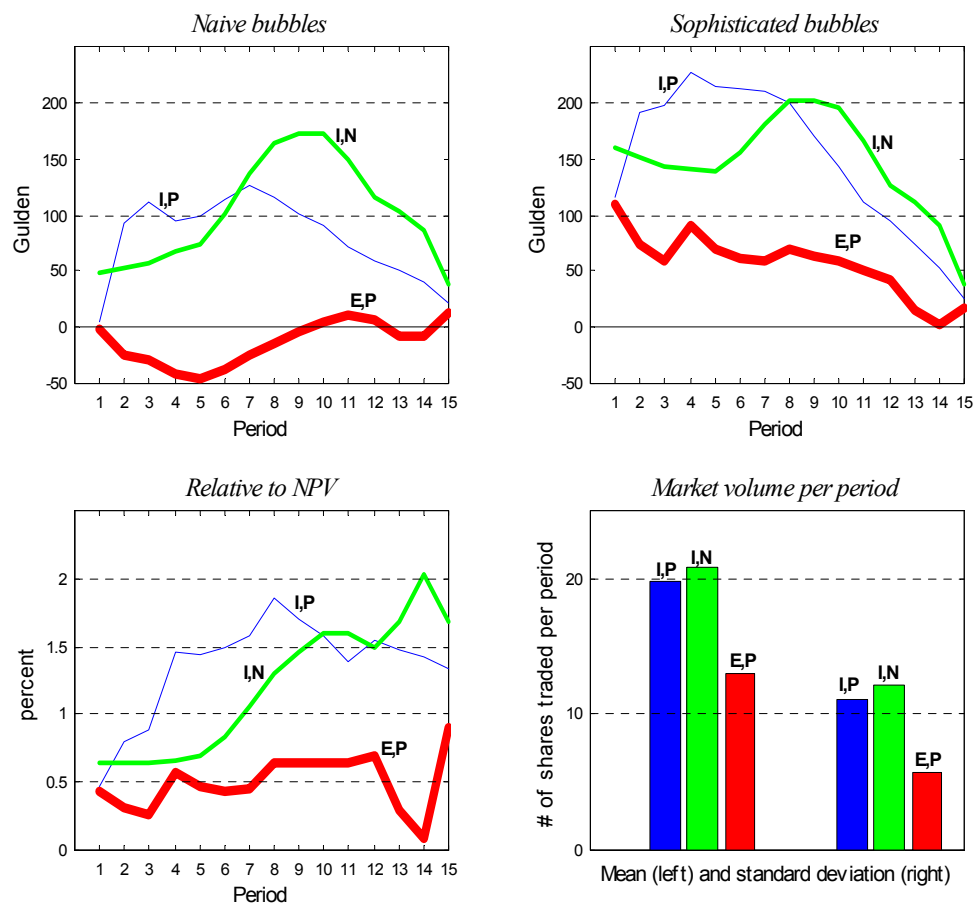 Naive bubbles
Gulden
200
150
100
50
0
-50
I,P
I,N
E,P
1 2 3 4 5 6 7 8 9 10 11 12 13 14 15
Period
Sophisticated bubbles
Gulden
200
150
100
50
0
-50
I,P
I,N
E,P
1 2 3 4 5 6 7 8 9 10 11 12 13 14 15
Period
Relative to NPV
percent
2
1.5
1
0.5
0
I,P
I,N
E,P
1 2 3 4 5 6 7 8 9 10 11 12 13 14 15
Period
Market volume per period
# of shares traded per period
20
10
0
I,P I,N E,P
I,P I,N E,P
Mean (left) and standard deviation (right)